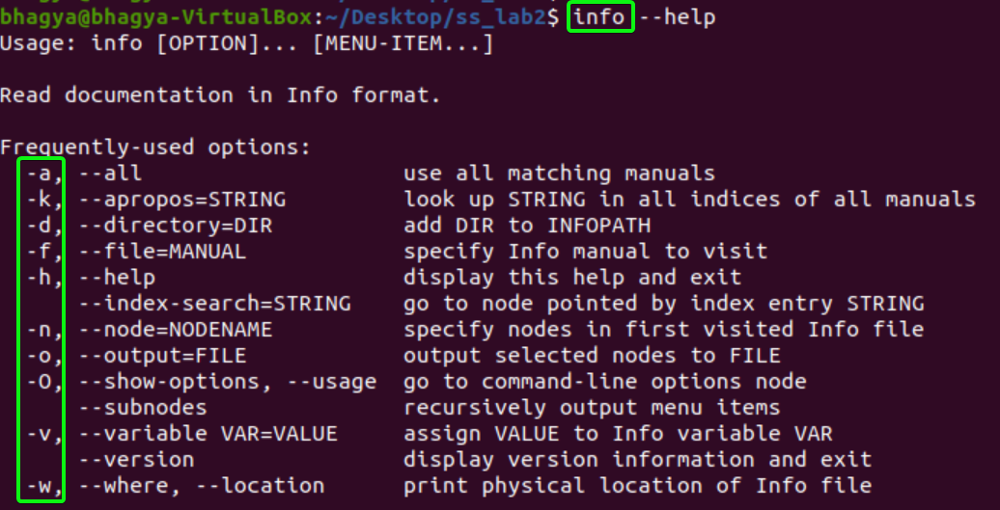 bhagya@bhagya-VirtualBox:~/Desktop/ss_lab2$ info --help
Usage: info [OPTION]... [MENU-ITEM...]
Read documentation in Info format.
Frequently-used options:
-a, --all use all matching manuals
-k, --apropos=STRING look up STRING in all indices of all manuals
-d, --directory=DIR add DIR to INFOPATH
-f, --file=MANUAL specify Info manual to visit
-h, --help display this help and exit
--index-search=STRING go to node pointed by index entry STRING
-n, --node=NODENAME specify nodes in first visited Info file
-o, --output=FILE output selected nodes to FILE
-O, --show-options, --usage go to command-line options node
--subnodes recursively output menu items
-v, --variable VAR=VALUE assign VALUE to Info variable VAR
--version display version information and exit
-w, --where, --location print physical location of Info file